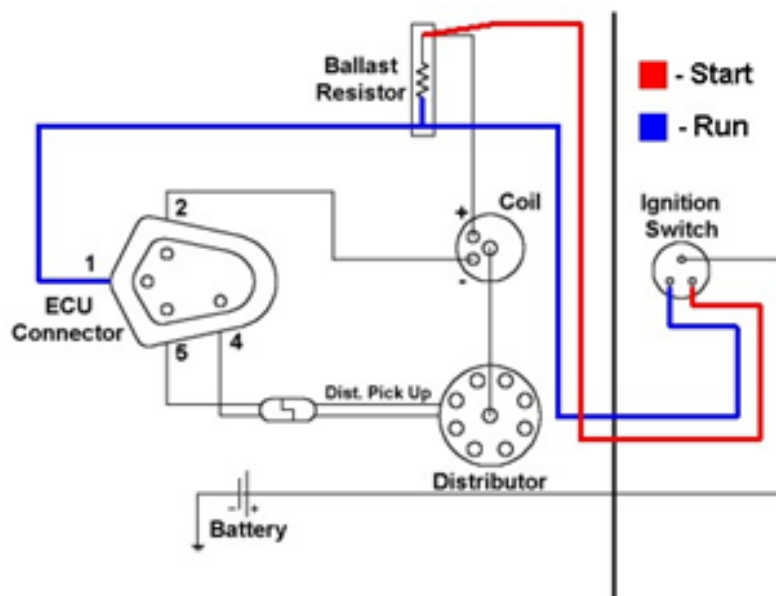 Ballast
Resistor
- Start
- Run
2
+
Coil
Ignition
Switch
1
-
ECU
Connector
5
4
Dist. Pick Up
Distributor
- +
Battery